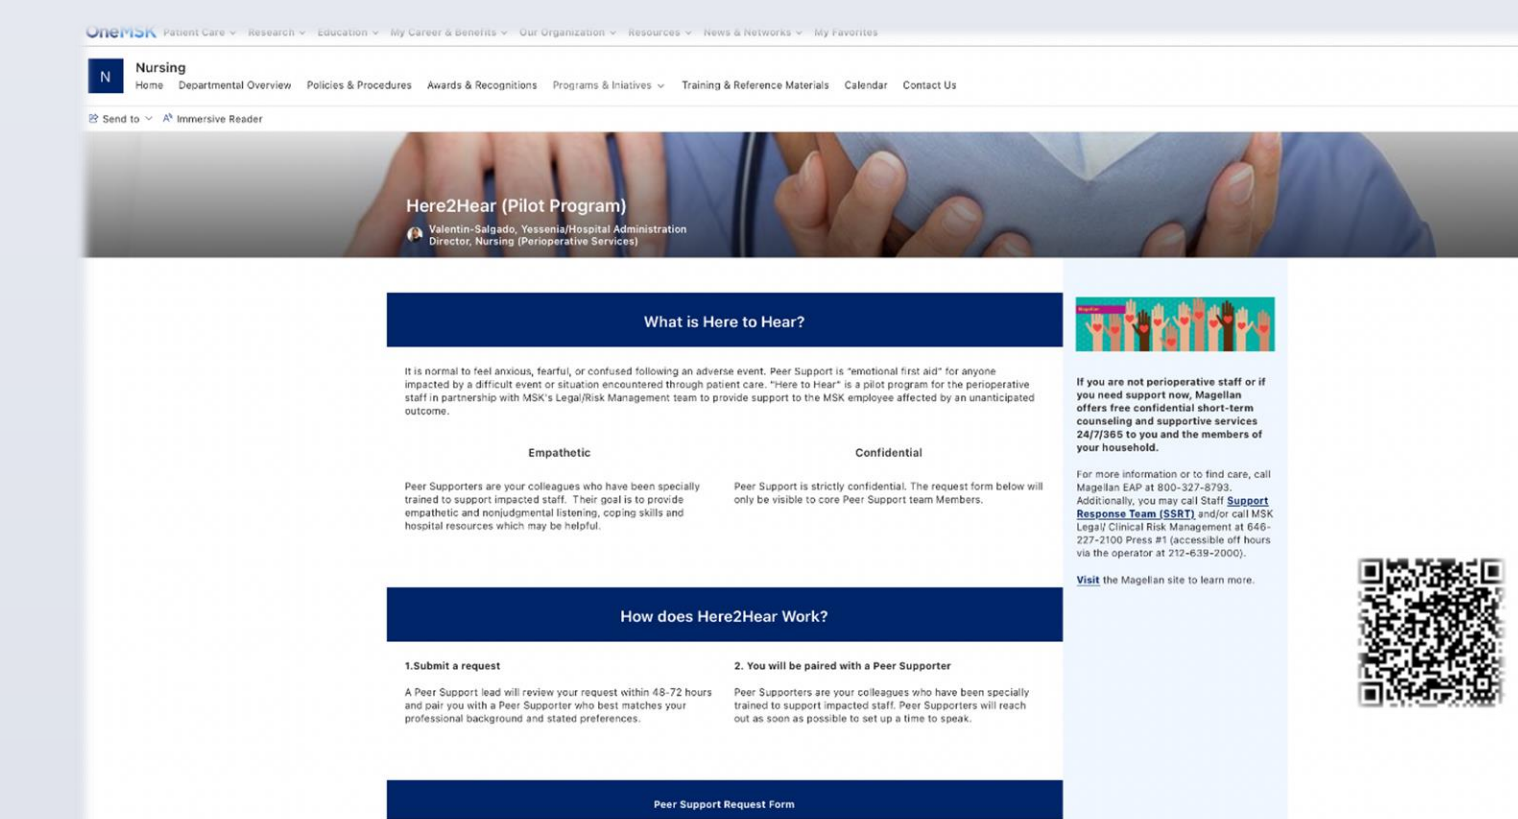 OneMSK Patient Care Research Education My Career & Benefits Our Organization Resources News & Networks My Favorites
N
Nursing
Home Departmental Overview Policies & Procedures Awards & Recognitions Programs & Iniatives Training & Reference Materials Calendar Contact Us
Send to Immersive Reader
Here2Hear (Pilot Program)
Valentin-Salgado, Yessenia/Hospital Administration
Director, Nursing (Perioperative Services)
What is Here to Hear?
It is normal to feel anxious, fearful, or confused following an adverse event. Peer Support is "emotional first aid" for anyone
impacted by a difficult event or situation encountered through patient care. "Here to Hear" is a pilot program for the perioperative
staff in partnership with MSK's Legal/Risk Management team to provide support to the MSK employee affected by an unanticipated
outcome.
Empathetic
Peer Supporters are your colleagues who have been specially
trained to support impacted staff. Their goal is to provide
empathetic and nonjudgmental listening, coping skills and
hospital resources which may be helpful.
Confidential
Peer Support is strictly confidential. The request form below will
only be visible to core Peer Support team Members.
How does Here2Hear Work?
1.Submit a request
A Peer Support lead will review your request within 48-72 hours
and pair you with a Peer Supporter who best matches your
professional background and stated preferences.
2. You will be paired with a Peer Supporter
Peer Supporters are your colleagues who have been specially
trained to support impacted staff. Peer Supporters will reach
out as soon as possible to set up a time to speak.
Peer Support Request Form
Magellan
If you are not perioperative staff or if
you need support now, Magellan
offers free confidential short-term
counseling and supportive services
24/7/365 to you and the members of
your household.
For more information or to find care, call
Magellan EAP at 800-327-8793.
Additionally, you may call Staff Support
Response Team (SSRT) and/or call MSK
Legal/ Clinical Risk Management at 646-
227-2100 Press #1 (accessible off hours
via the operator at 212-639-2000).
Visit the Magellan site to learn more.